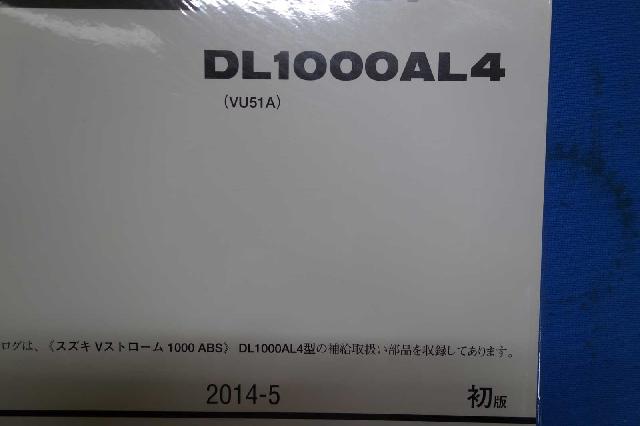 DL1000AL4
(VU51A)
ログは、《スズキ Vストローム 1000 ABS》 DL1000AL4型の補給取扱い部品を収録してあります。
2014-5 初版